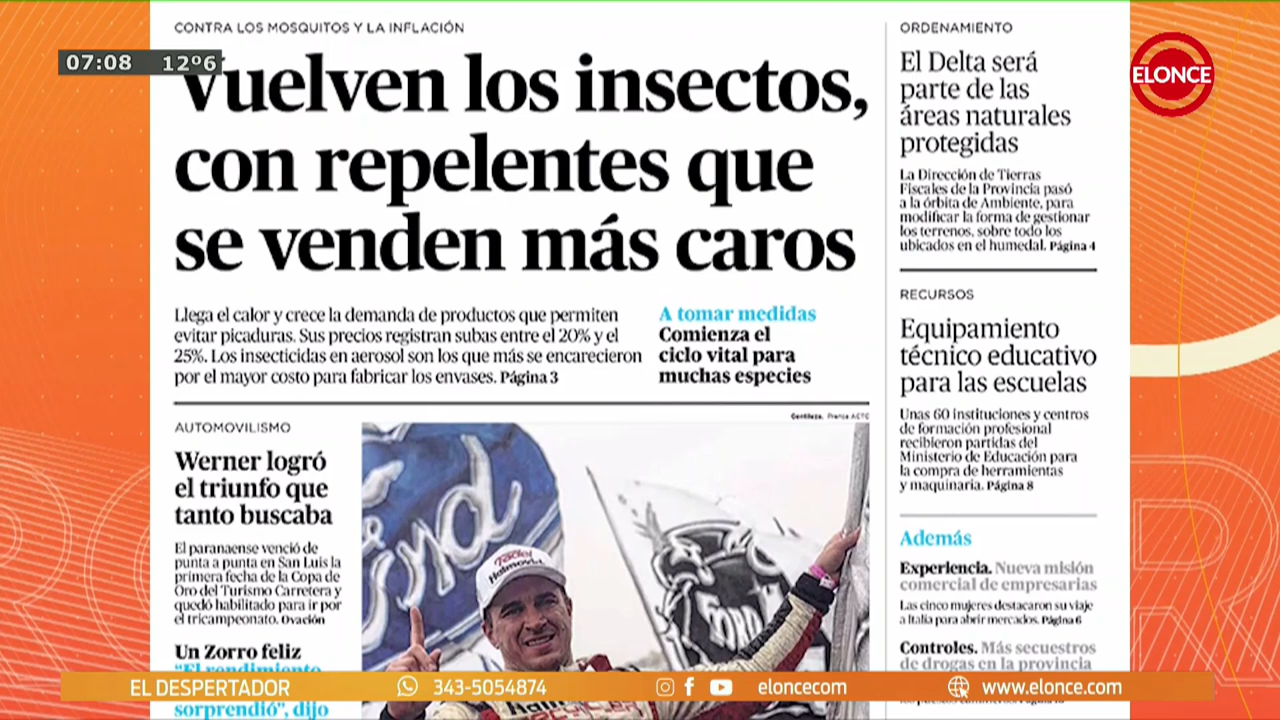 CONTRA LOS MOSQUITOS Y LA INFLACIÓN
07:08 12º6
Vuelven los insectos,
con repelentes que
se venden más caros
Llega el calor y crece la demanda de productos que permiten
evitar picaduras. Sus precios registran subas entre el 20% y el
25%. Los insecticidas en aerosol son los que más se encarecieron
por el mayor costo para fabricar los envases. Página 3
A tomar medidas
Comienza el
ciclo vital para
muchas especies
Gentileza. Prensa ACTC
AUTOMOVILISMO
Werner logró
el triunfo que
tanto buscaba
El paranaense venció de
punta a punta en San Luis la
primera fecha de la Copa de
Oro del Turismo Carretera y
quedó habilitado para ir por
el tricampeonato. Ovación
Un Zorro feliz
“El rendimiento
sorprendió”, dijo
Ford
FORD
ORDENAMIENTO
El Delta será
parte de las
áreas naturales
protegidas
La Dirección de Tierras
Fiscales de la Provincia pasó
a la órbita de Ambiente, para
modificar la forma de gestionar
los terrenos, sobre todo los
ubicados en el humedal. Página 4
RECURSOS
Equipamiento
técnico educativo
para las escuelas
Unas 60 instituciones y centros
de formación profesional
recibieron partidas del
Ministerio de Educación para
la compra de herramientas
y maquinaria. Página 8
Además
Experiencia. Nueva misión
comercial de empresarias
Las cinco mujeres destacaron su viaje
a Italia para abrir mercados. Página 6
Controles. Más secuestros
de drogas en la provincia
ELONCE
EL DESPERTADOR 343-5054874 eloncecom www.elonce.com